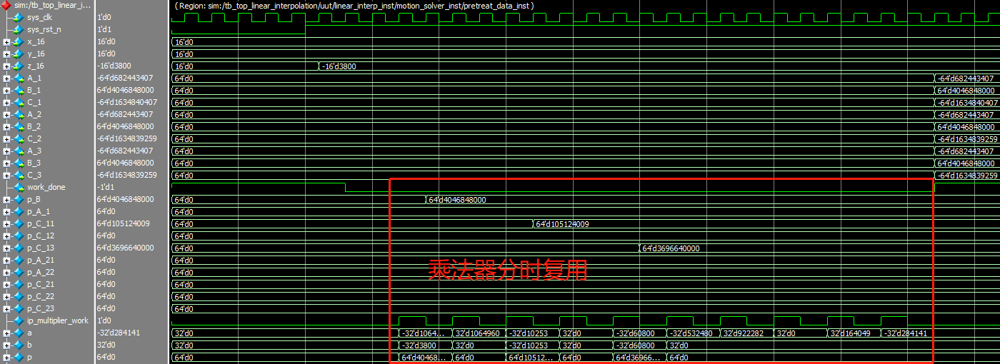 sim:/tb_top_linear_i...
( Region: sim:/tb_top_linear_interpolation/uut/linear_interp_inst/motion_solver_inst/pretreat_data_inst )
sys_clk 1'd0
sys_rst_n 1'd1
x_16 16'd0 16'd0
y_16 16'd0 16'd0
z_16 -16'd3800 16'd0 -16'd3800
A_1 -64'd682443407 64'd0 -64'd682443407
B_1 64'd4046848000 64'd0 64'd4046848000
C_1 -64'd1634840407 64'd0 -64'd1634840407
A_2 -64'd682443407 64'd0 -64'd682443407
B_2 64'd4046848000 64'd0 64'd4046848000
C_2 -64'd1634839259 64'd0 -64'd1634839259
A_3 -64'd682443407 64'd0 -64'd682443407
B_3 64'd4046848000 64'd0 64'd4046848000
C_3 -64'd1634839259 64'd0 -64'd1634839259
work_done -1'd1
p_B 64'd4046848000 64'd0 64'd4046848000
p_A_1 64'd0 64'd0
p_C_11 64'd105124009 64'd0 64'd105124009
p_C_12 64'd0 64'd0
p_C_13 64'd3696640000 64'd0 64'd3696640000
p_A_21 64'd0 64'd0
乘法器分时复用
p_A_22 64'd0 64'd0
p_C_21 64'd0 64'd0
p_C_22 64'd0 64'd0
p_C_23 64'd0 64'd0
ip_multiplier_work 1'd0
a -32'd284141 32'd0 -32'd1064... 32'd1064960 -32'd10253 32'd0 -32'd60800 -32'd532480 32'd922282 32'd0 32'd164049 -32'd284141
b 32'd0 32'd0 -32'd3800 32'd0 -32'd10253 32'd0 -32'd60800 32'd0
p 64'd0 64'd0 64'd40468... 64'd0 64'd10512... 64'd0 64'd36966... 64'd0